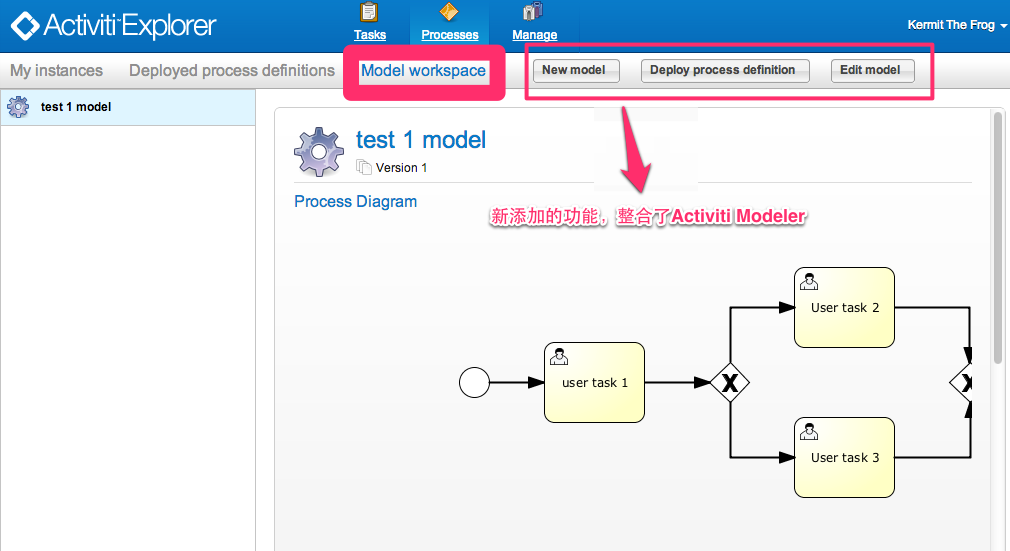 Activiti Explorer
Tasks
Processes
Manage
Kermit The Frog
My instances
Deployed process definitions
Model workspace
New model
Deploy process definition
Edit model
test 1 model
test 1 model
Version 1
Process Diagram
新添加的功能，整合了Activiti Modeler
User task 2
user task 1
X
X
User task 3